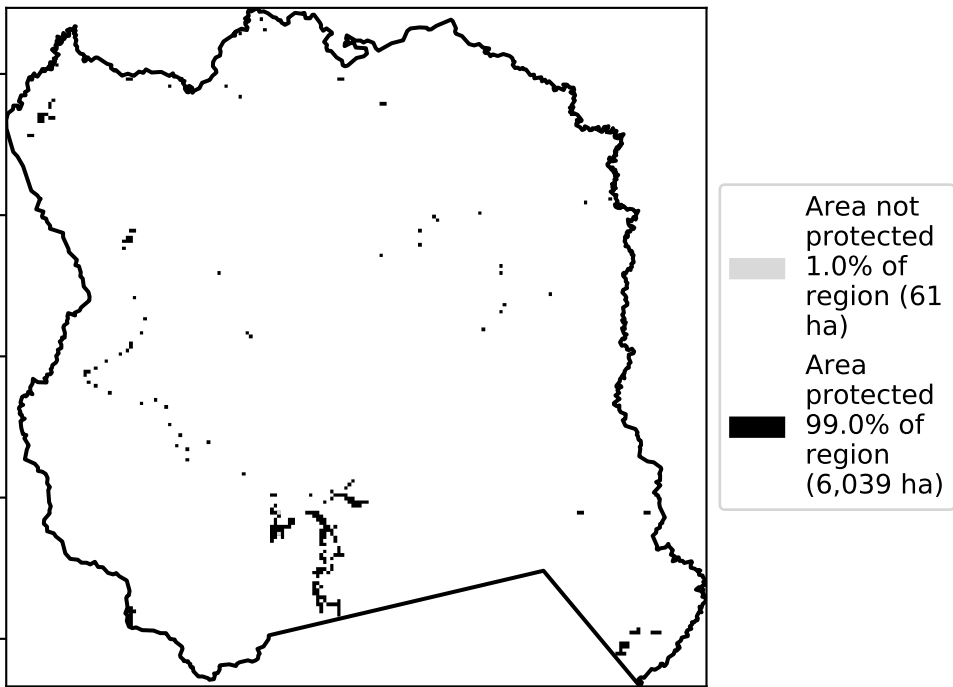 Area not
protected
1.0% of
region (61
ha)
Area
protected
99.0% of
region
(6,039 ha)